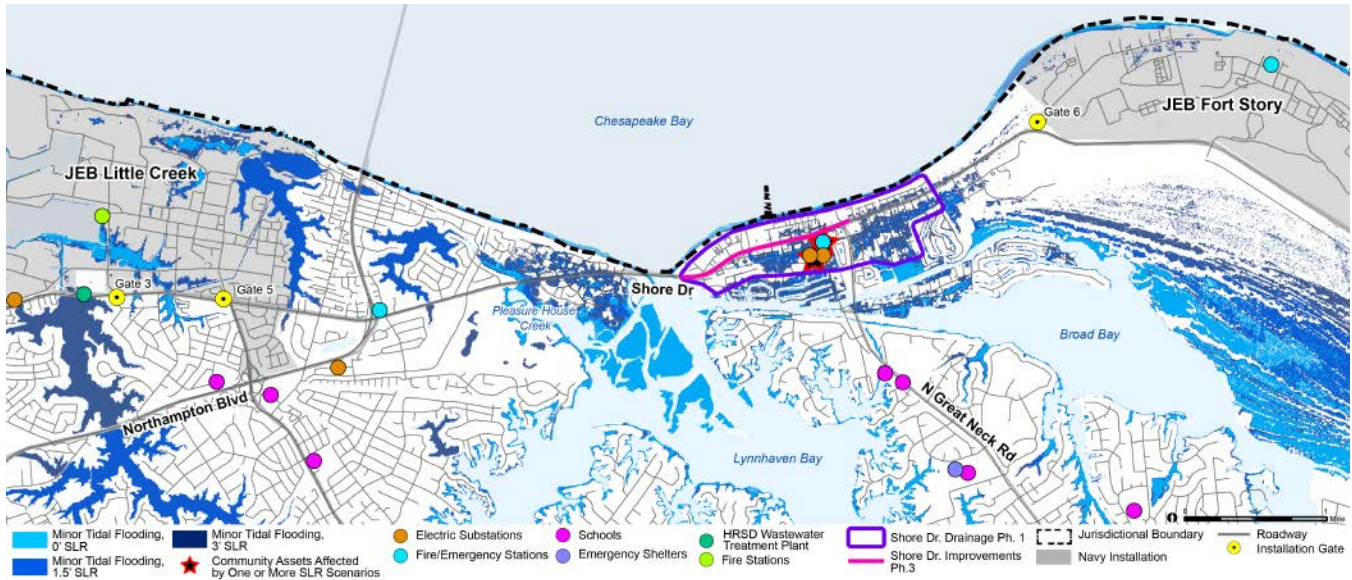 Chesapeake Bay
Gate 6
JEB Fort Story
JEB Little Creek
Gate 3
Gate 5
Shore Dr
Pleasure House
Creek
Broad Bay
Northampton Blvd
N Great Neck Rd
Lynnhaven Bay
0
1
Mile
Minor Tidal Flooding,
0' SLR
Minor Tidal Flooding,
1.5' SLR
Minor Tidal Flooding,
3' SLR
Community Assets Affected
by One or More SLR Scenarios
Electric Substations
Fire/Emergency Stations
Schools
Emergency Shelters
HRSD Wastewater
Treatment Plant
Fire Stations
Shore Dr. Drainage Ph. 1
Shore Dr. Improvements
Ph.3
Jurisdictional Boundary
Navy Installation
Roadway
Installation Gate